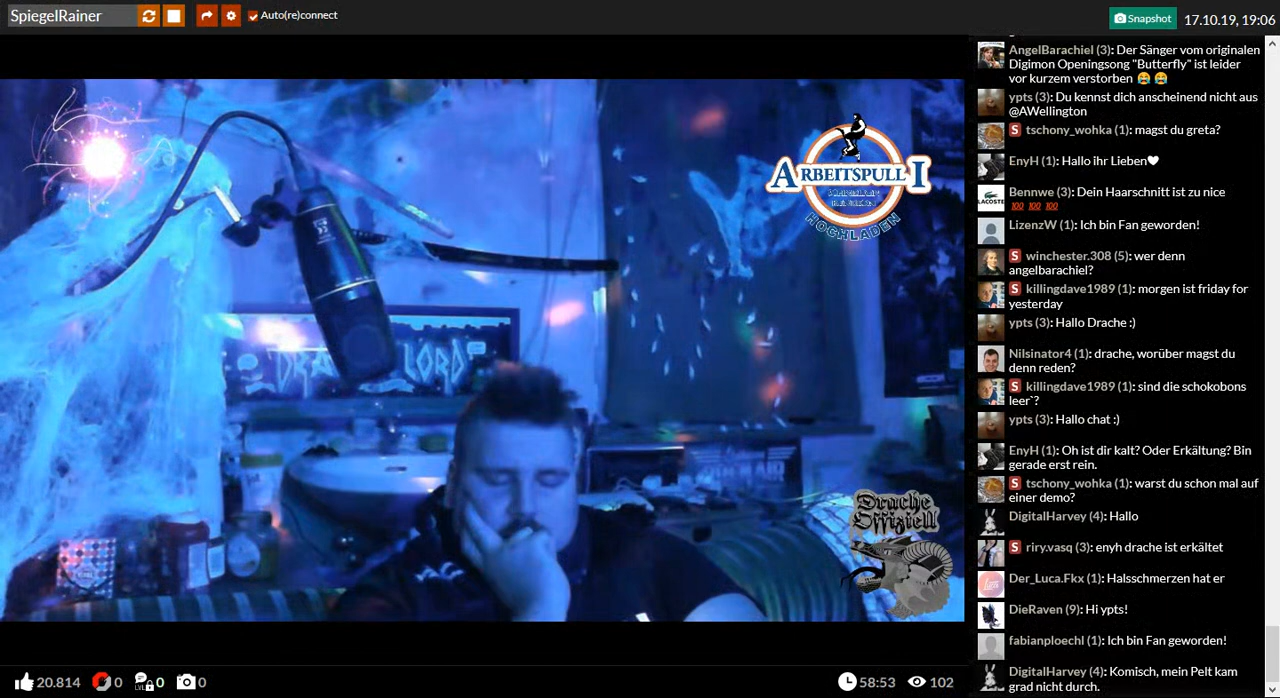 SpiegelRainer
Auto(re)connect
Snapshot
17.10.19, 19:06
ARBEITSPULLI
HOCHLADEN
LORD
Drache
Offiziell
AngelBarachiel (3): Der Sänger vom originalen
Digimon Openingsong "Butterfly" ist leider
vor kurzem verstorben 😂 😂
ypts (3): Du kennst dich anscheinend nicht aus
@AWellington
S tschony_wohka (1): magst du greta?
EnyH (1): Hallo ihr Lieben❤
LACOSTE
Bennwe (3): Dein Haarschnitt ist zu nice
💯 💯 💯
LizenzW (1): Ich bin Fan geworden!
S winchester.308 (5): wer denn
angelbarachiel?
S killingdave1989 (1): morgen ist friday for
yesterday
ypts (3): Hallo Drache :)
Nilsinator4 (1): drache, worüber magst du
denn reden?
S killingdave1989 (1): sind die schokobons
leer`?
ypts (3): Hallo chat :)
EnyH (1): Oh ist dir kalt? Oder Erkältung? Bin
gerade erst rein.
S tschony_wohka (1): warst du schon mal auf
einer demo?
DigitalHarvey (4): Hallo
S riry.vasq (3): enyh drache ist erkältet
Der_Luca.Fkx (1): Halsschmerzen hat er
DieRaven (9): Hi ypts!
fabianploechl (1): Ich bin Fan geworden!
DigitalHarvey (4): Komisch, mein Pelt kam
grad nicht durch.
20.814
0
LVL
0
0
58:53
102